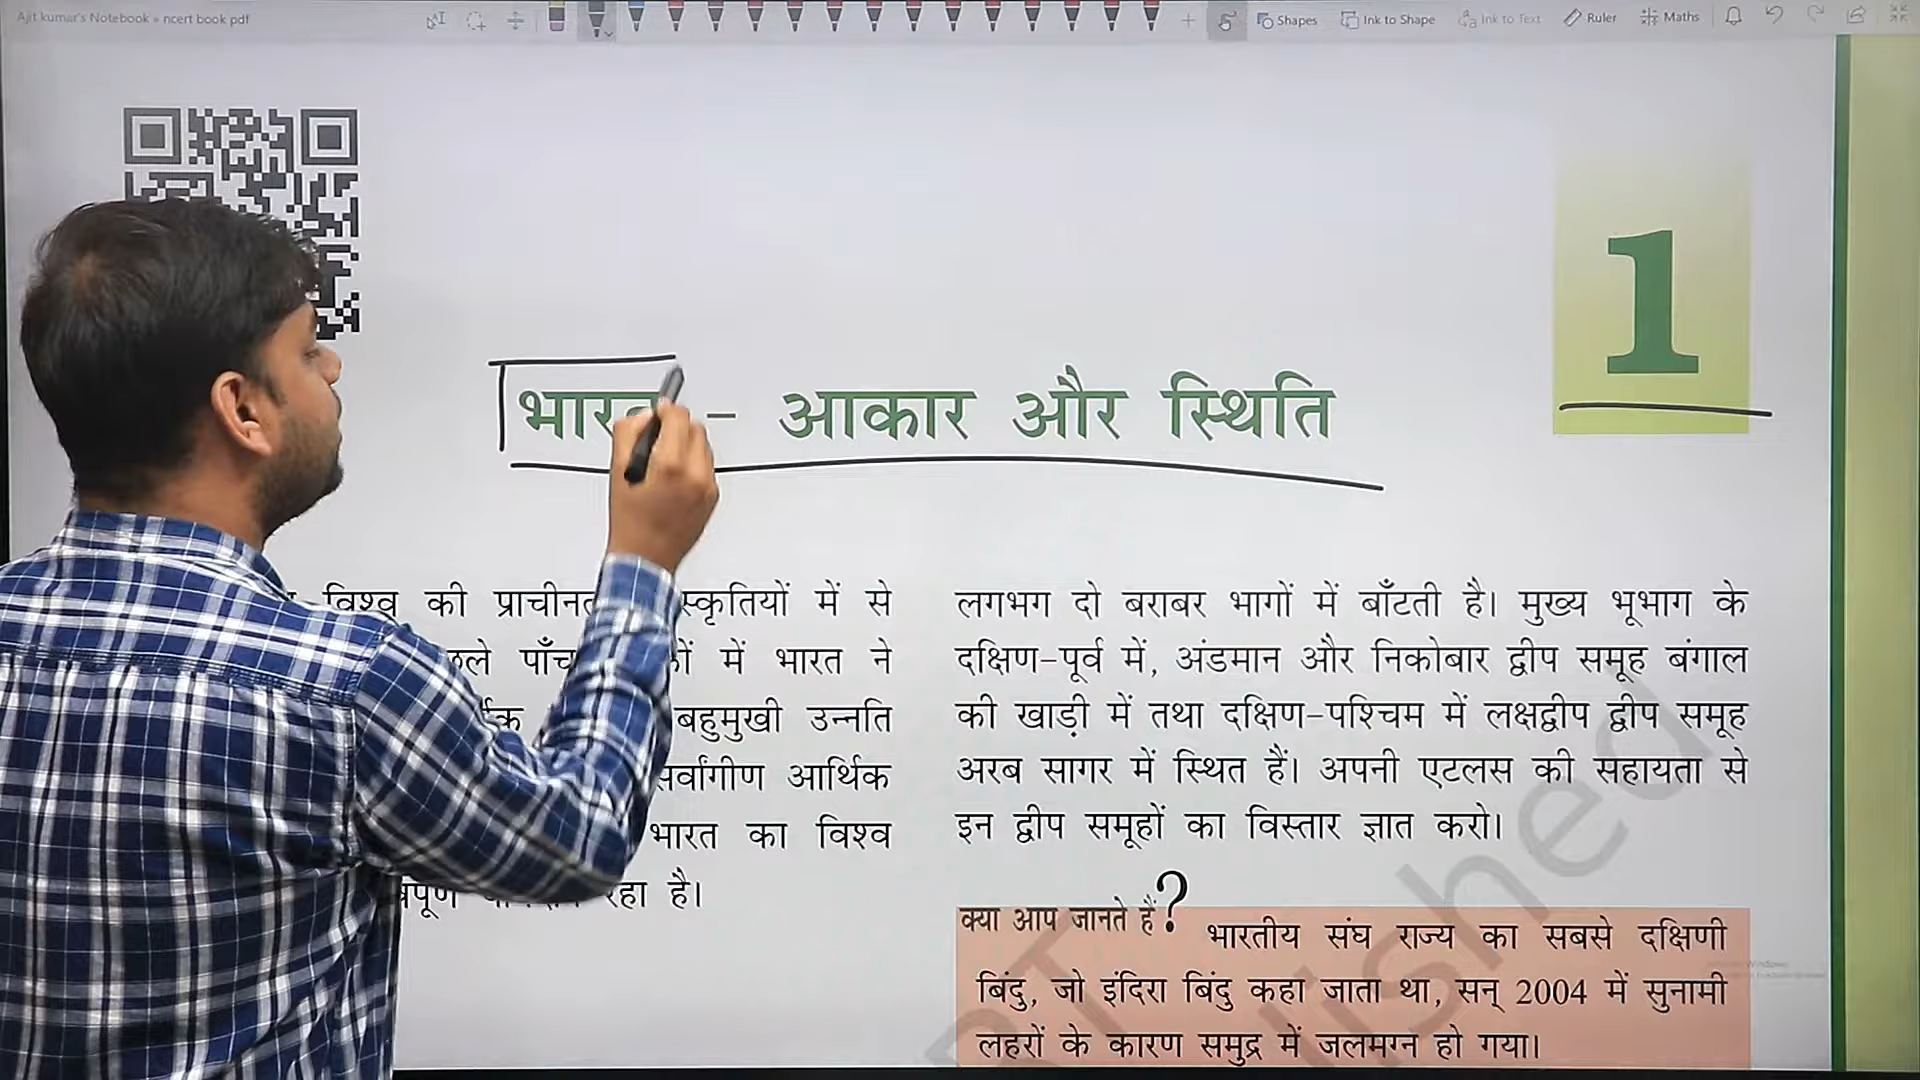 Ajit kumar's Notebook » ncert book pdf
Shapes Ink to Shape Ink to Text Ruler Maths
1
भारत - आकार और स्थिति
विश्व की प्राचीनत स्कृतियों में से
छले पाँच में भारत ने
बहुमुखी उन्नति
सर्वांगीण आर्थिक
भारत का विश्व
रहा है।
लगभग दो बराबर भागों में बाँटती है। मुख्य भूभाग के
दक्षिण-पूर्व में, अंडमान और निकोबार द्वीप समूह बंगाल
की खाड़ी में तथा दक्षिण-पश्चिम में लक्षद्वीप द्वीप समूह
अरब सागर में स्थित हैं। अपनी एटलस की सहायता से
इन द्वीप समूहों का विस्तार ज्ञात करो।
क्या आप जानते हैं?
भारतीय संघ राज्य का सबसे दक्षिणी
बिंदु, जो इंदिरा बिंदु कहा जाता था, सन् 2004 में सुनामी
लहरों के कारण समुद्र में जलमग्न हो गया।